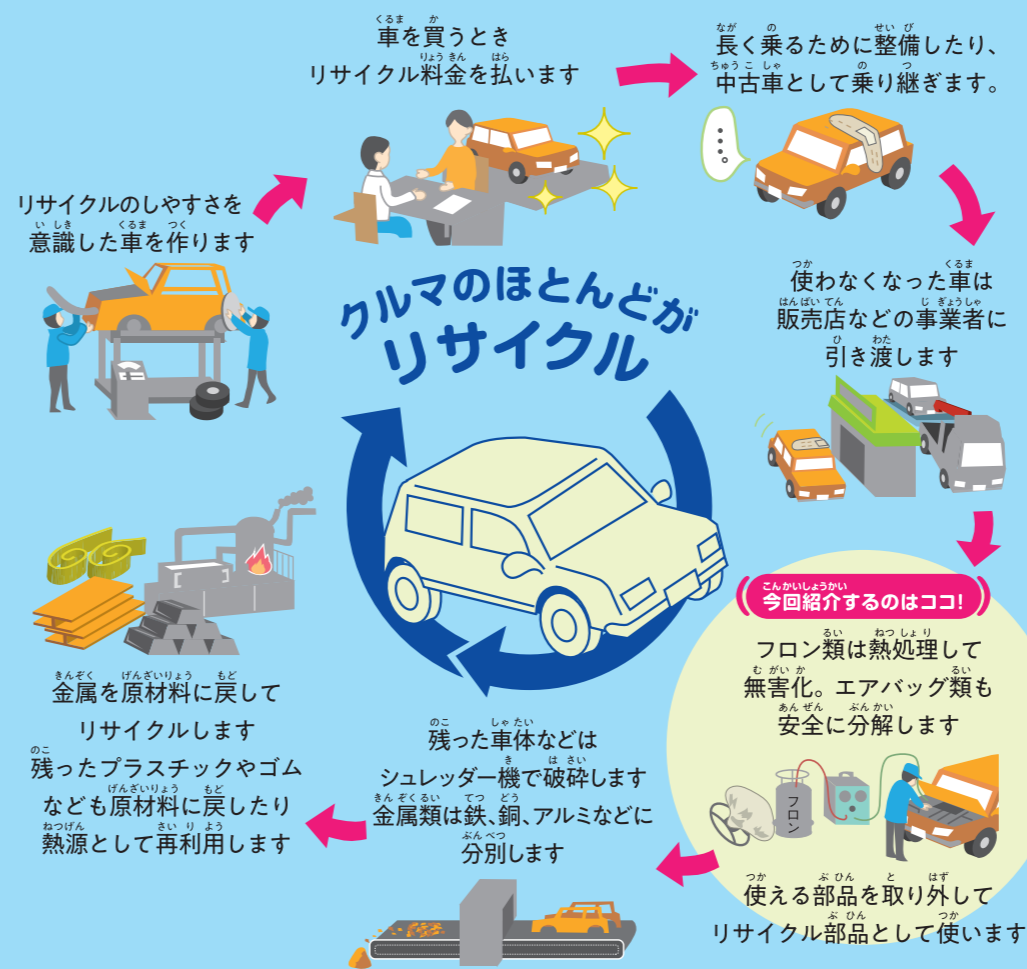 クルマのほとんどが
リサイクル
リサイクルのしやすさを
意識した車を作ります
車を買うとき
リサイクル料金を払います
長く乗るために整備したり、
中古車として乗り継ぎます。
・・・。
使わなくなった車は
販売店などの事業者に
引き渡します
今回紹介するのはココ!
フロン類は熱処理して
無害化。エアバッグ類も
安全に分解します
フロン
使える部品を取り外して
リサイクル部品として使います
残った車体などは
シュレッダー機で破砕します
金属類は鉄、銅、アルミなどに
分別します
金属を原材料に戻して
リサイクルします
残ったプラスチックやゴム
なども原材料に戻したり
熱源として再利用します